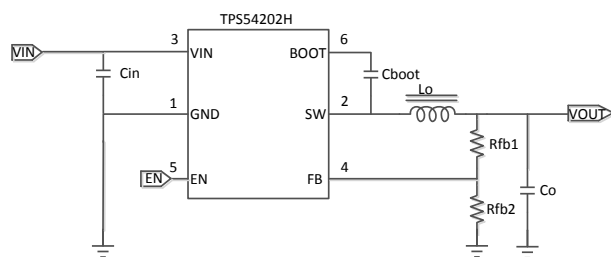 TPS54202H
VIN
3
VIN
BOOT
6
Cin
Cboot
Lo
1
GND
SW
2
VOUT
Rfb1
EN
5
EN
FB
4
Co
Rfb2